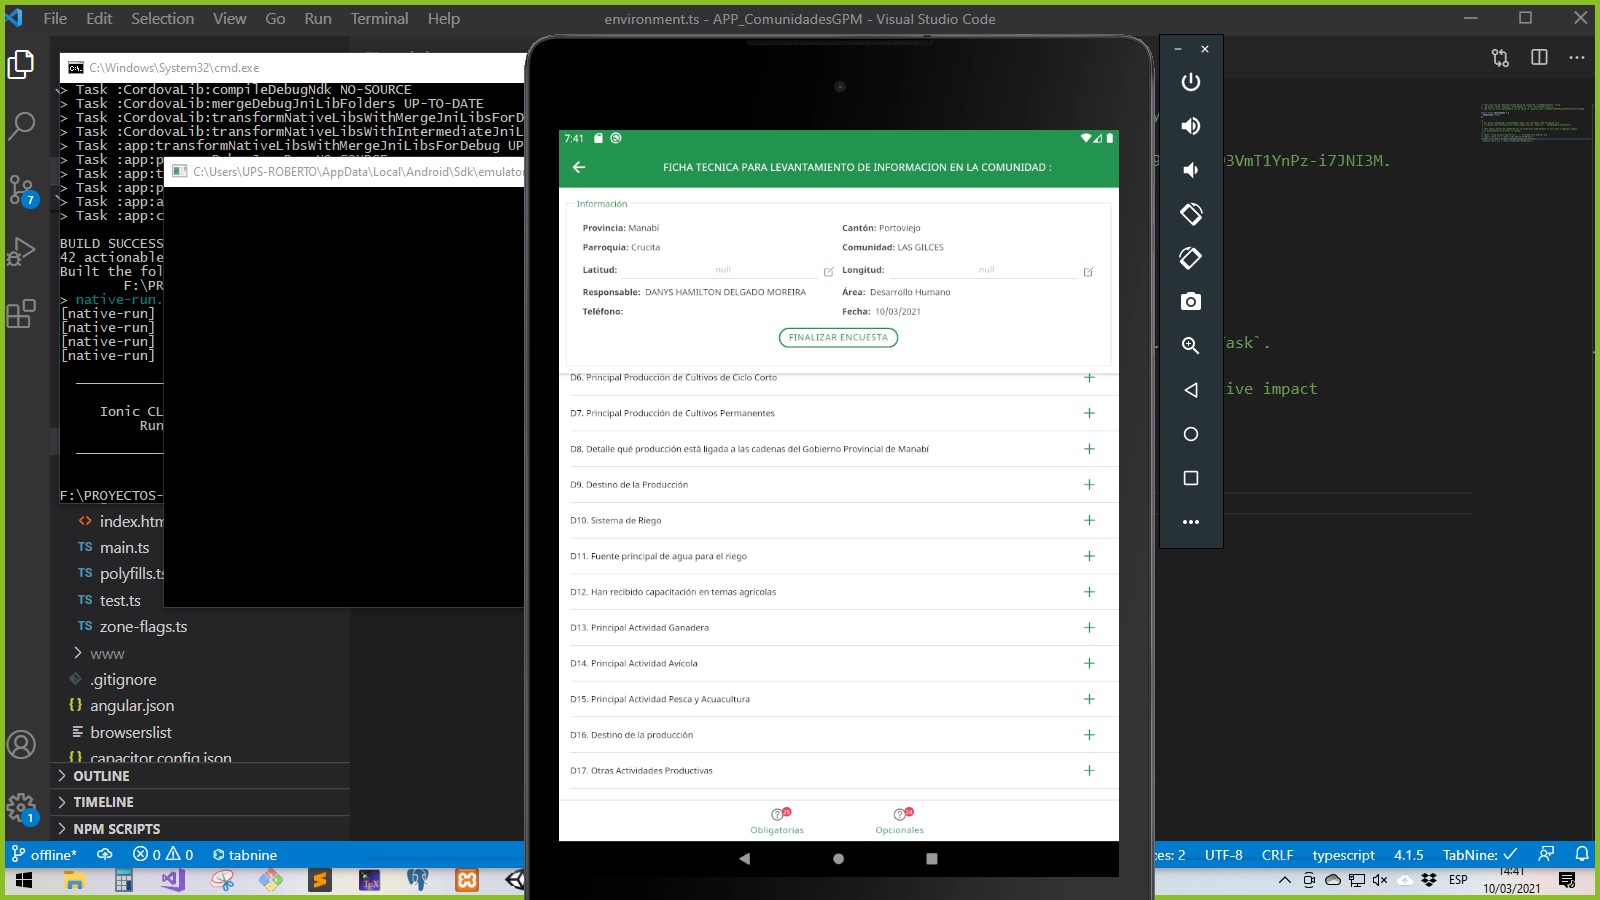 File Edit Selection View Go Run Terminal Help
environment.ts - APP_ComunidadesGPM - Visual Studio Code
C:\Windows\System32\cmd.exe
> Task :CordovaLib:compileDebugNdk NO-SOURCE
> Task :CordovaLib:mergeDebugJniLibFolders UP-TO-DATE
> Task :CordovaLib:transformNativeLibsWithMergeJniLibsForD
> Task :CordovaLib:transformNativeLibsWithIntermediateJniL
> Task :app:transformNativeLibsWithMergeJniLibsForDebug UP
> Task :app:p
> Task :app:t
> Task :app:p
> Task :app:a
> Task :app:c
C:\Users\UPS-ROBERTO\AppData\Local\Android\Sdk\emulator
BUILD SUCCESS
42 actionable
Built the fol
F:\PR
> native-run.
[native-run]
[native-run]
[native-run]
[native-run]
Ionic CL
Run
F:\PROYECTOS-
index.htm
TS main.ts
TS polyfills.ts
TS test.ts
TS zone-flags.ts
www
.gitignore
{} angular.json
browserslist
{} capacitor.config.json
OUTLINE
TIMELINE
NPM SCRIPTS
7
1
7:41
FICHA TECNICA PARA LEVANTAMIENTO DE INFORMACION EN LA COMUNIDAD :
Información
Provincia: Manabí Cantón: Portoviejo
Parroquia: Crucita Comunidad: LAS GILCES
Latitud: null Longitud: null
Responsable: DANYS HAMILTON DELGADO MOREIRA Área: Desarrollo Humano
Teléfono: Fecha: 10/03/2021
FINALIZAR ENCUESTA
D6. Principal Producción de Cultivos de Ciclo Corto
D7. Principal Producción de Cultivos Permanentes
D8. Detalle qué producción está ligada a las cadenas del Gobierno Provincial de Manabí
D9. Destino de la Producción
D10. Sistema de Riego
D11. Fuente principal de agua para el riego
D12. Han recibido capacitación en temas agrícolas
D13. Principal Actividad Ganadera
D14. Principal Actividad Avícola
D15. Principal Actividad Pesca y Acuacultura
D16. Destino de la producción
D17. Otras Actividades Productivas
Obligatorias Opcionales
3VmT1YnPz-i7JNI3M.
ask`.
ive impact
offline* 0 0 tabnine
ces: 2 UTF-8 CRLF typescript 4.1.5 TabNine:
ESP
14:41
10/03/2021